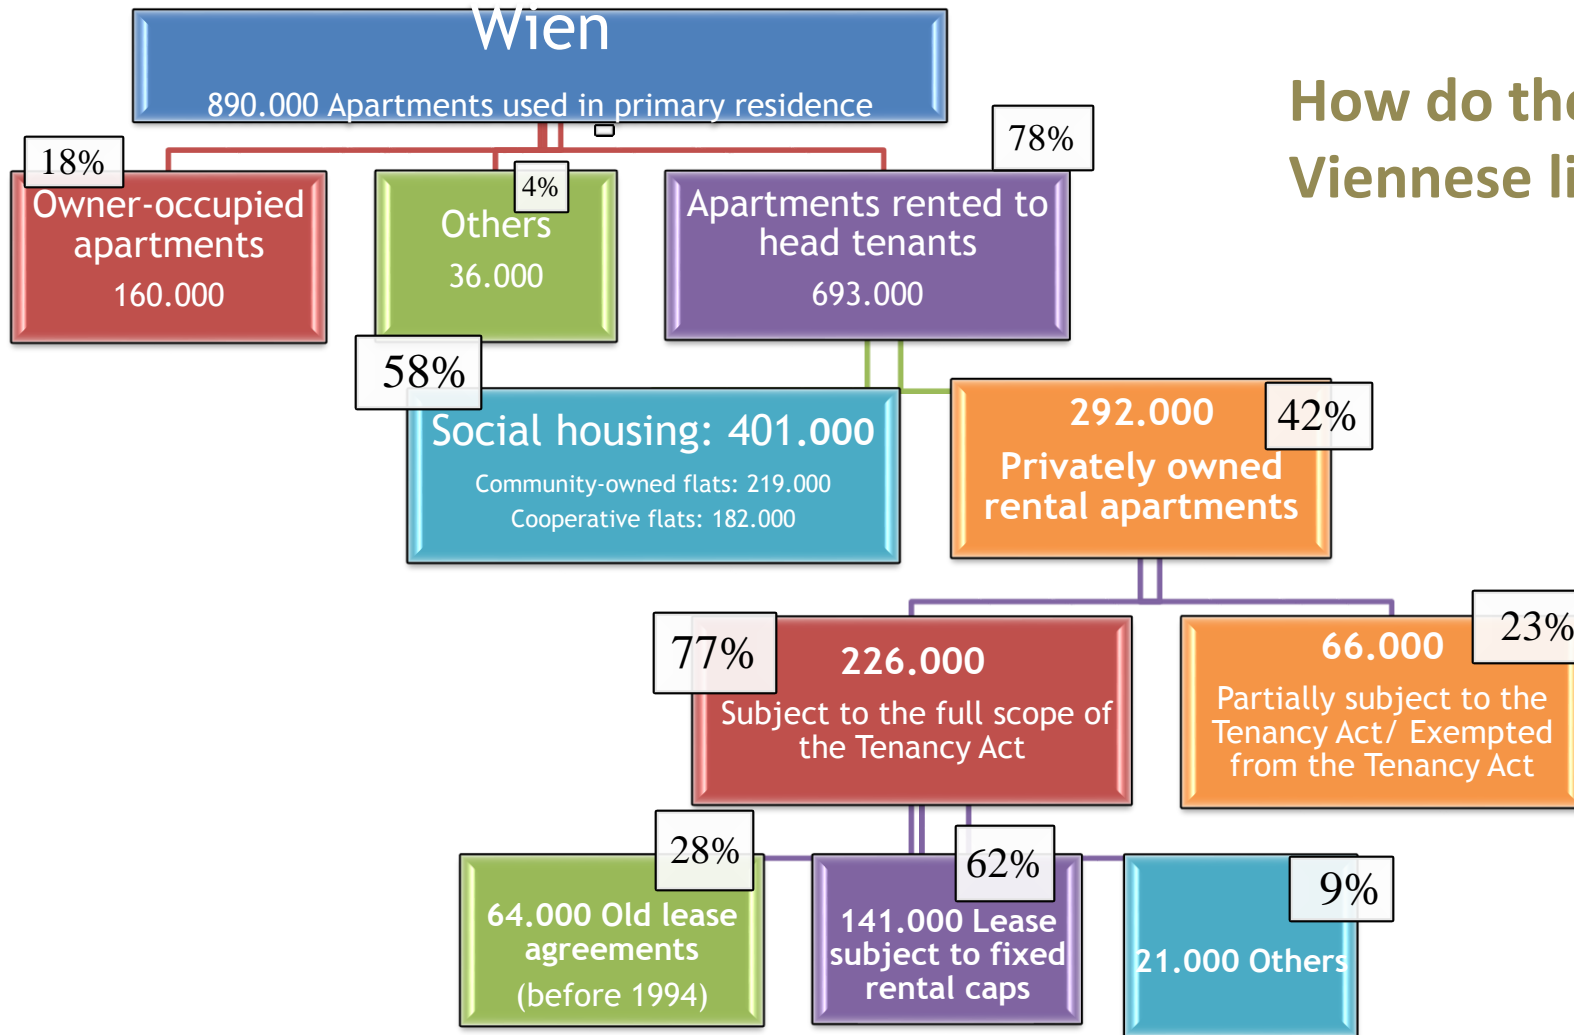 Wien
890.000 Apartments used in primary residence
How do the
Viennese li
18%
Owner-occupied
apartments
160.000
4%
Others
36.000
78%
Apartments rented to
head tenants
693.000
58%
Social housing: 401.000
Community-owned flats: 219.000
Cooperative flats: 182.000
42%
292.000
Privately owned
rental apartments
77%
226.000
Subject to the full scope of
the Tenancy Act
23%
66.000
Partially subject to the
Tenancy Act/ Exempted
from the Tenancy Act
28%
64.000 Old lease
agreements
(before 1994)
62%
141.000 Lease
subject to fixed
rental caps
9%
21.000 Others